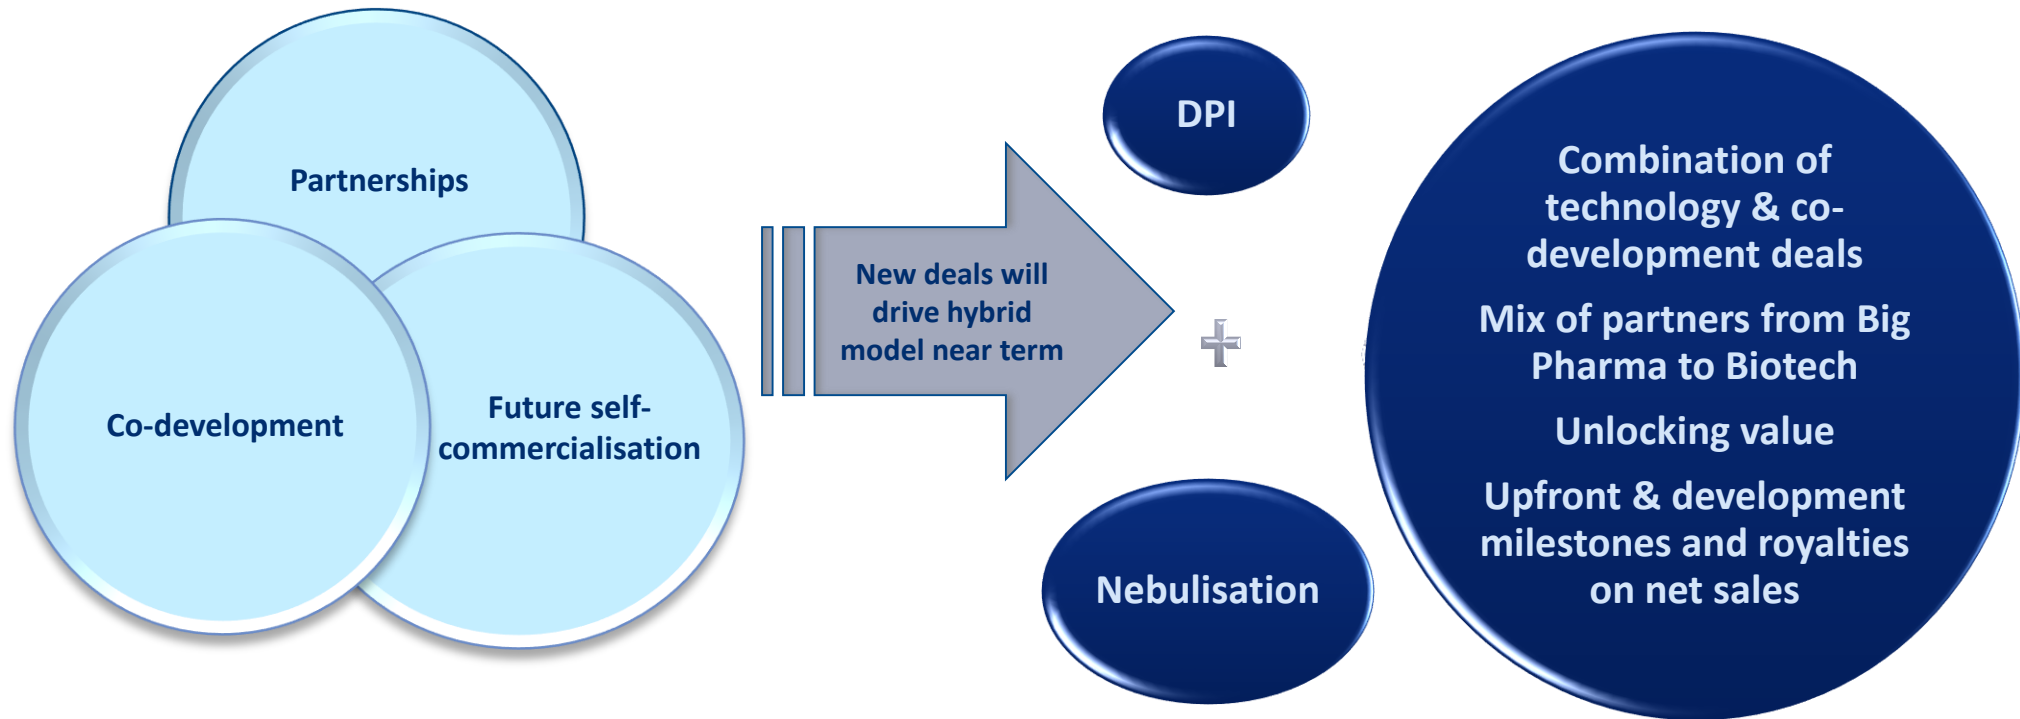 Partnerships
Co-development
Future self-
commercialisation
New deals will
drive hybrid
model near term
DPI
+
Nebulisation
Combination of
technology & co-
development deals
Mix of partners from Big
Pharma to Biotech
Unlocking value
Upfront & development
milestones and royalties
on net sales